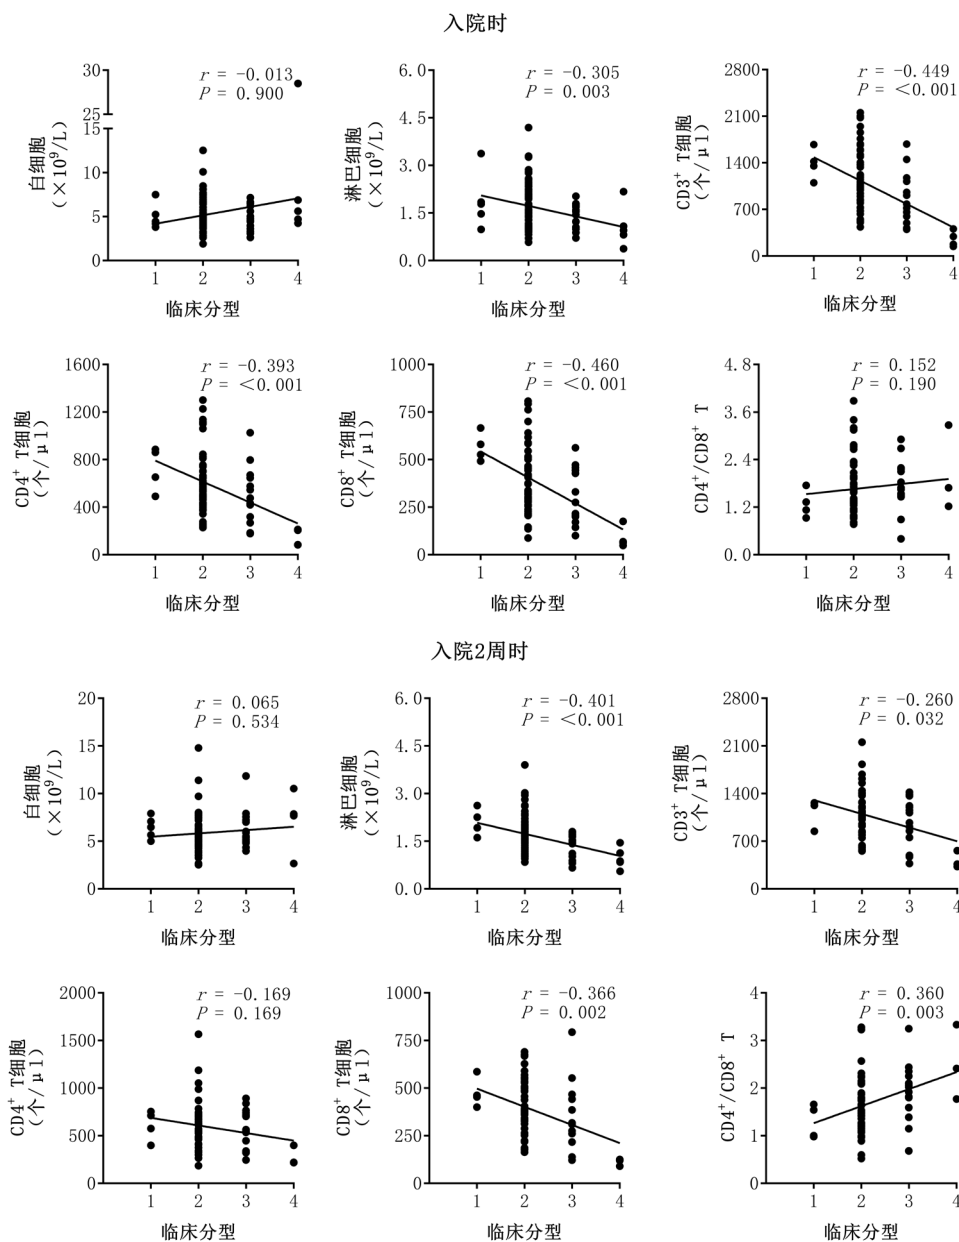 入院时
白细胞
(×10⁹/L)
r = -0.013
P = 0.900
30
25
15
10
5
0
1 2 3 4
临床分型
淋巴细胞
(×10⁹/L)
r = -0.305
P = 0.003
6.0
4.5
3.0
1.5
0.0
1 2 3 4
临床分型
CD3⁺ T细胞
(个/μl)
r = -0.449
P = <0.001
2800
2100
1400
700
0
1 2 3 4
临床分型
CD4⁺ T细胞
(个/μl)
r = -0.393
P = <0.001
1600
1200
800
400
0
1 2 3 4
临床分型
CD8⁺ T细胞
(个/μl)
r = -0.460
P = <0.001
1000
750
500
250
0
1 2 3 4
临床分型
CD4⁺/CD8⁺ T
r = 0.152
P = 0.190
4.8
3.6
2.4
1.2
0.0
1 2 3 4
临床分型
入院2周时
白细胞
(×10⁹/L)
r = 0.065
P = 0.534
20
15
10
5
0
1 2 3 4
临床分型
淋巴细胞
(×10⁹/L)
r = -0.401
P = <0.001
6.0
4.5
3.0
1.5
0.0
1 2 3 4
临床分型
CD3⁺ T细胞
(个/μl)
r = -0.260
P = 0.032
2800
2100
1400
700
0
1 2 3 4
临床分型
CD4⁺ T细胞
(个/μl)
r = -0.169
P = 0.169
2000
1500
1000
500
0
1 2 3 4
临床分型
CD8⁺ T细胞
(个/μl)
r = -0.366
P = 0.002
1000
750
500
250
0
1 2 3 4
临床分型
CD4⁺/CD8⁺ T
r = 0.360
P = 0.003
4
3
2
1
0
1 2 3 4
临床分型